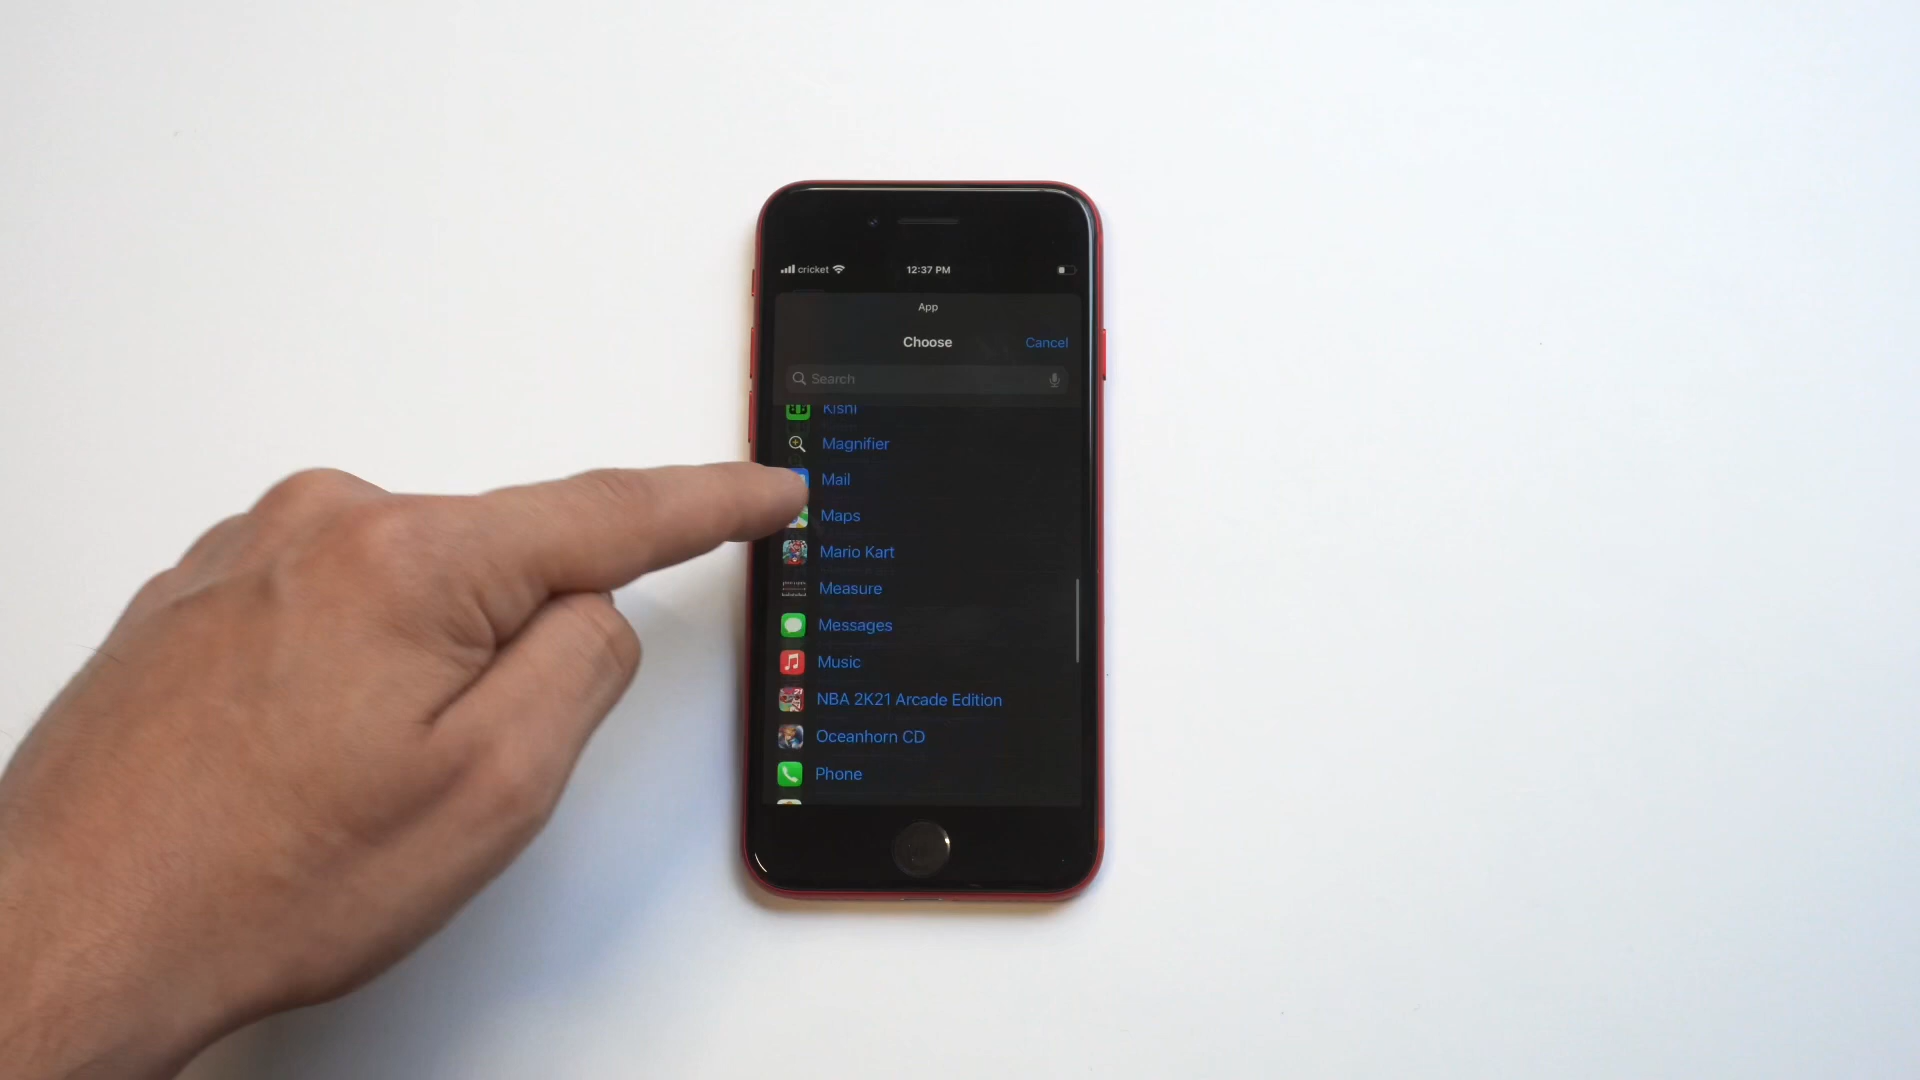 cricket 12:37 PM
App
Choose Cancel
Search
Kishi
Magnifier
Mail
Maps
Mario Kart
Measure
Messages
Music
NBA 2K21 Arcade Edition
Oceanhorn CD
Phone